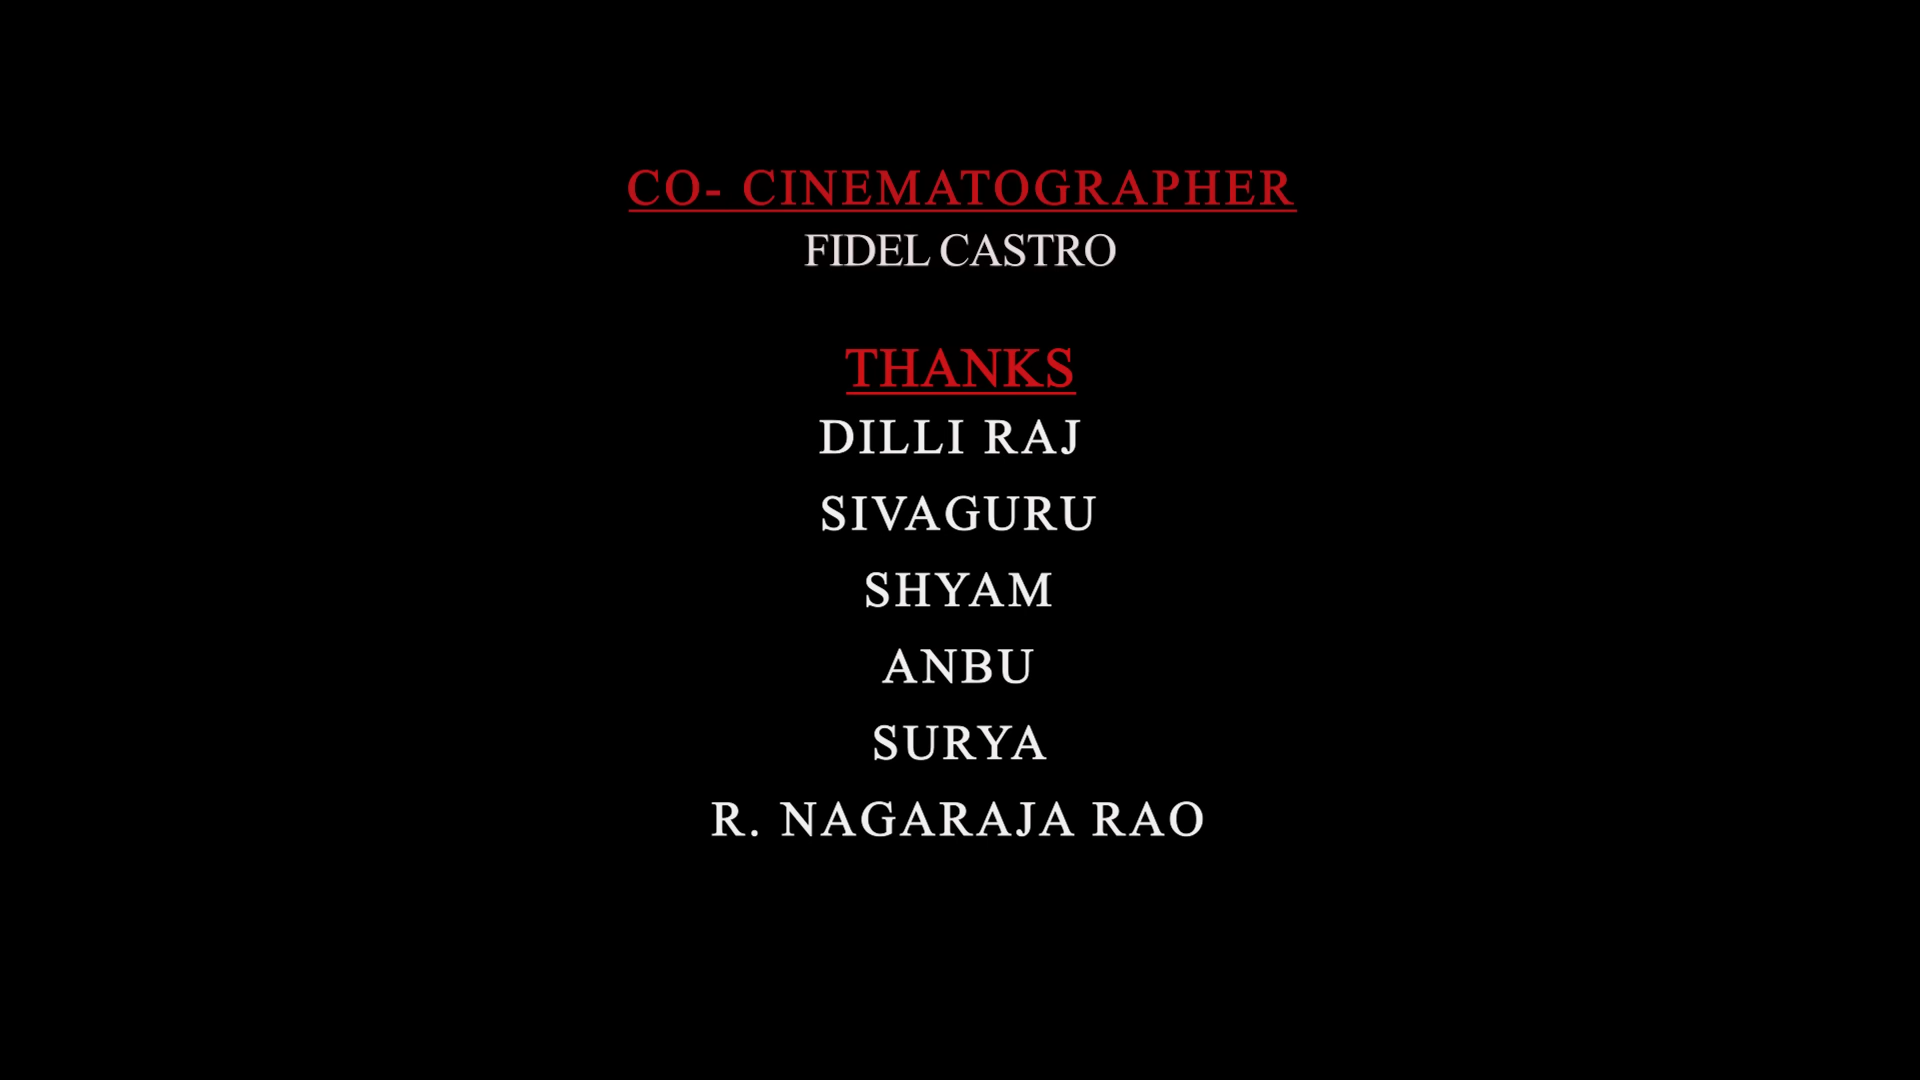 CO- CINEMATOGRAPHER
FIDEL CASTRO
THANKS
DILLI RAJ
SIVAGURU
SHYAM
ANBU
SURYA
R. NAGARAJA RAO